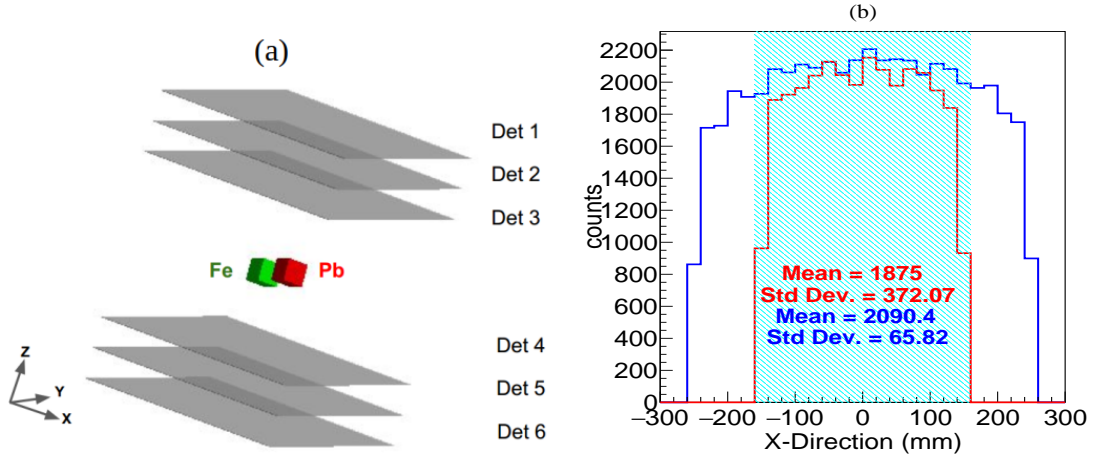 (a)
Det 1
Det 2
Det 3
Fe
Pb
Det 4
Det 5
Det 6
Z
Y
X
(b)
2200
2000
1800
1600
1400
1200
1000
800
600
400
200
0
counts
Mean = 1875
Std Dev. = 372.07
Mean = 2090.4
Std Dev. = 65.82
−300 −200 −100 0 100 200 300
X-Direction (mm)